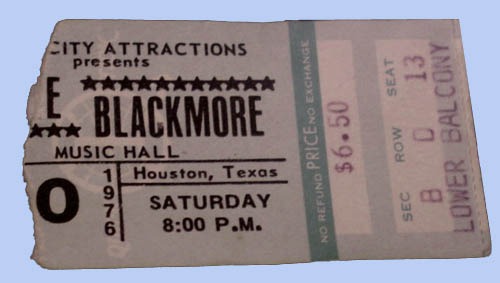 CITY ATTRACTIONS
presents
E BLACKMORE
MUSIC HALL
O
1976
Houston, Texas
SATURDAY
8:00 P.M.
NO REFUND PRICE NO EXCHANGE
$6.50
SEC ROW SEAT
B D 13
LOWER BALCONY